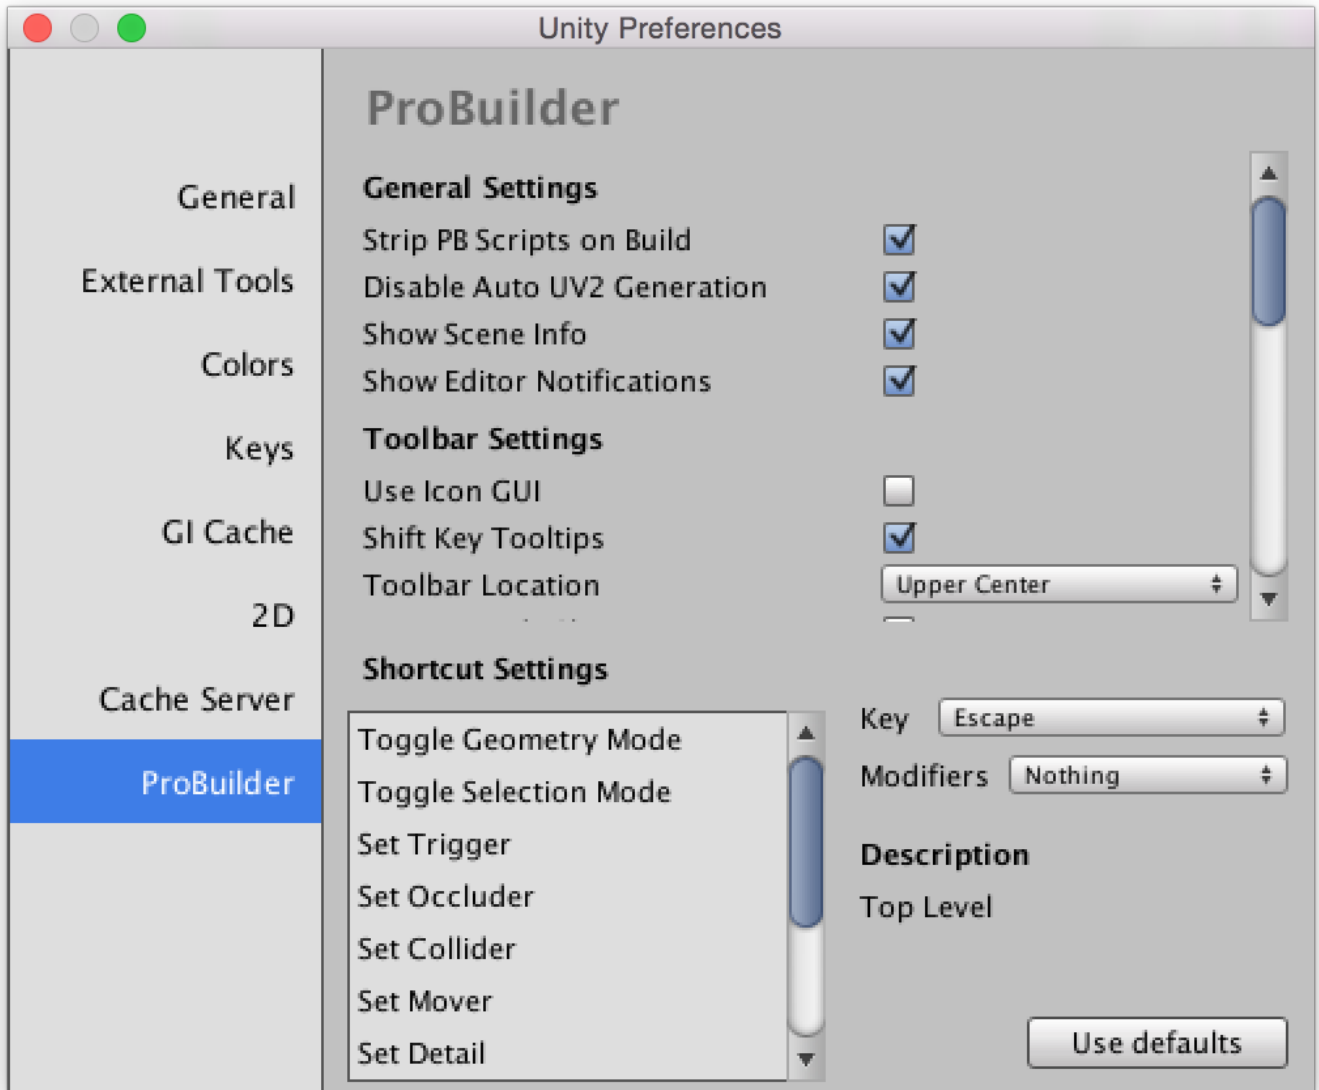 Unity Preferences
General
External Tools
Colors
Keys
GI Cache
2D
Cache Server
ProBuilder
ProBuilder
General Settings
Strip PB Scripts on Build
Disable Auto UV2 Generation
Show Scene Info
Show Editor Notifications
Toolbar Settings
Use Icon GUI
Shift Key Tooltips
Toolbar Location Upper Center
Shortcut Settings
Toggle Geometry Mode
Toggle Selection Mode
Set Trigger
Set Occluder
Set Collider
Set Mover
Set Detail
Key Escape
Modifiers Nothing
Description
Top Level
Use defaults